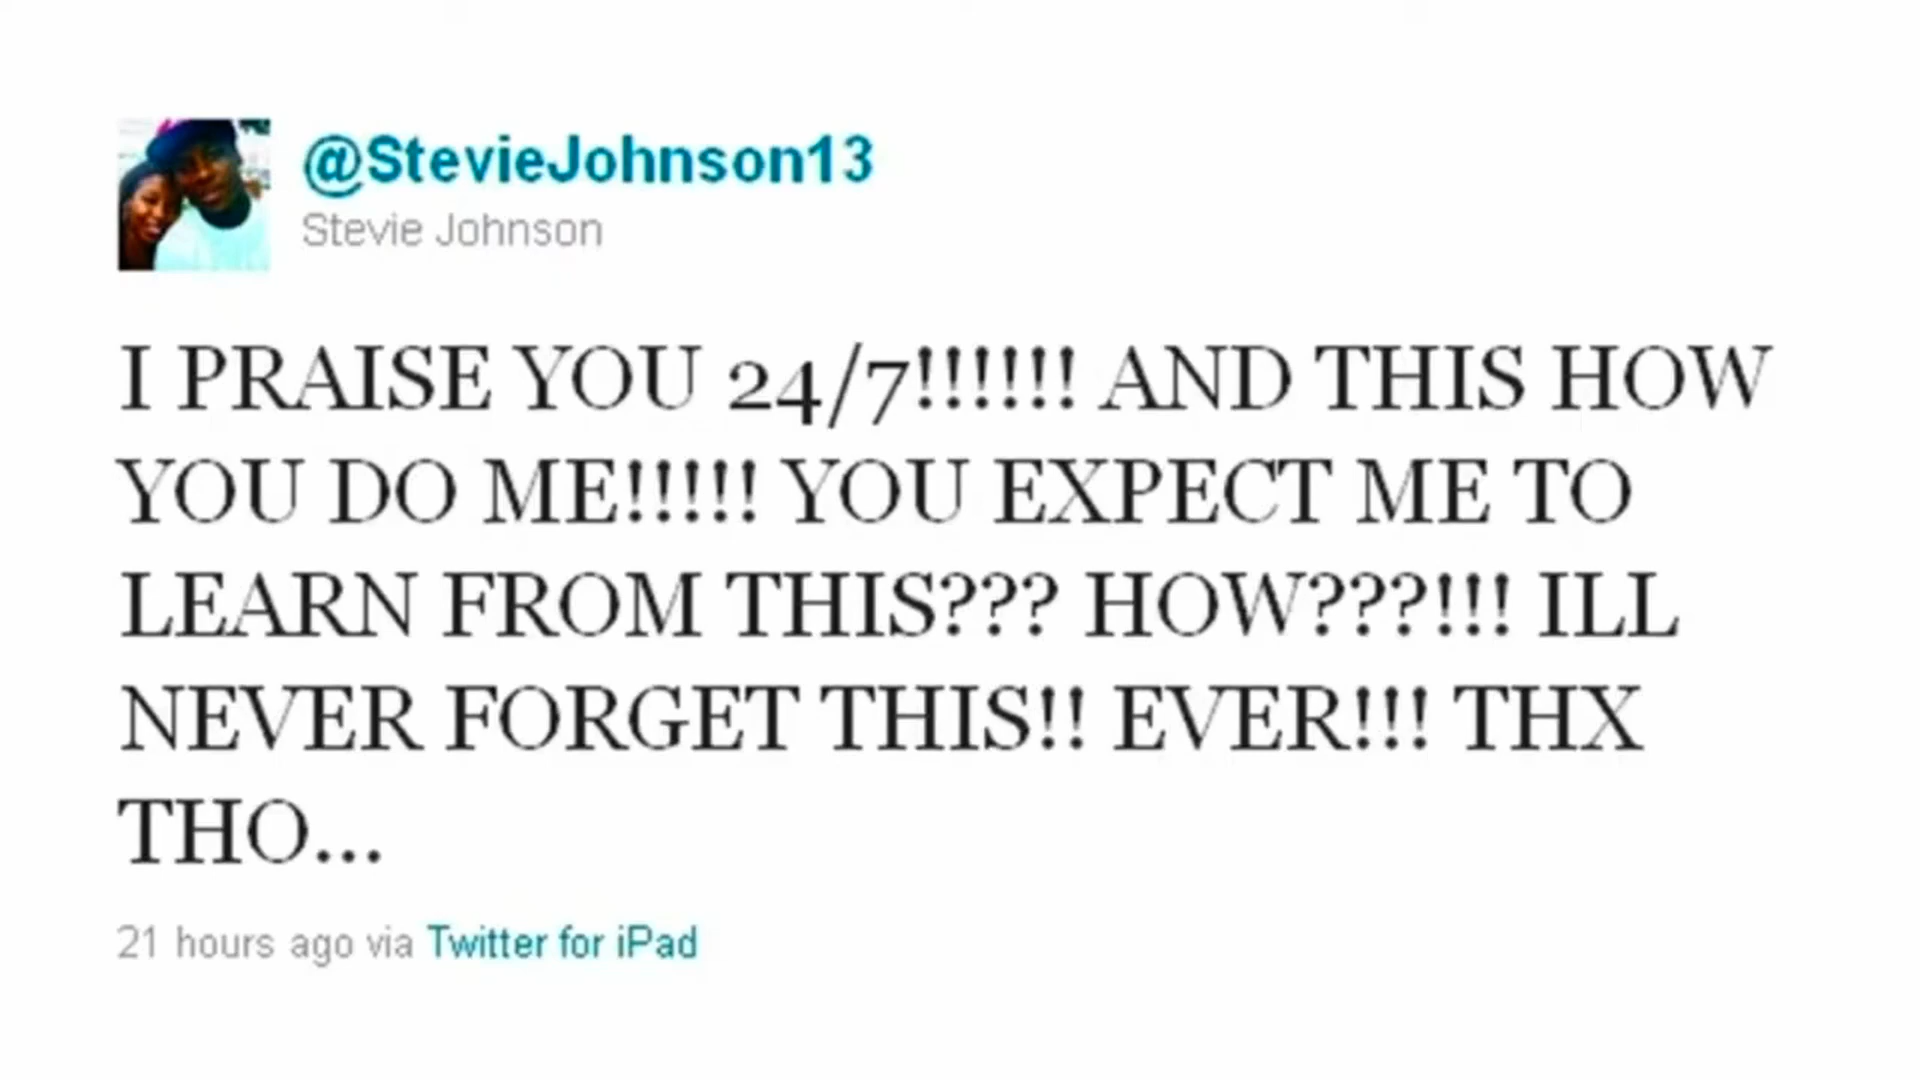 @StevieJohnson13
Stevie Johnson
I PRAISE YOU 24/7!!!!!! AND THIS HOW
YOU DO ME!!!!! YOU EXPECT ME TO
LEARN FROM THIS??? HOW???!!! ILL
NEVER FORGET THIS!! EVER!!! THX
THO...
21 hours ago via Twitter for iPad